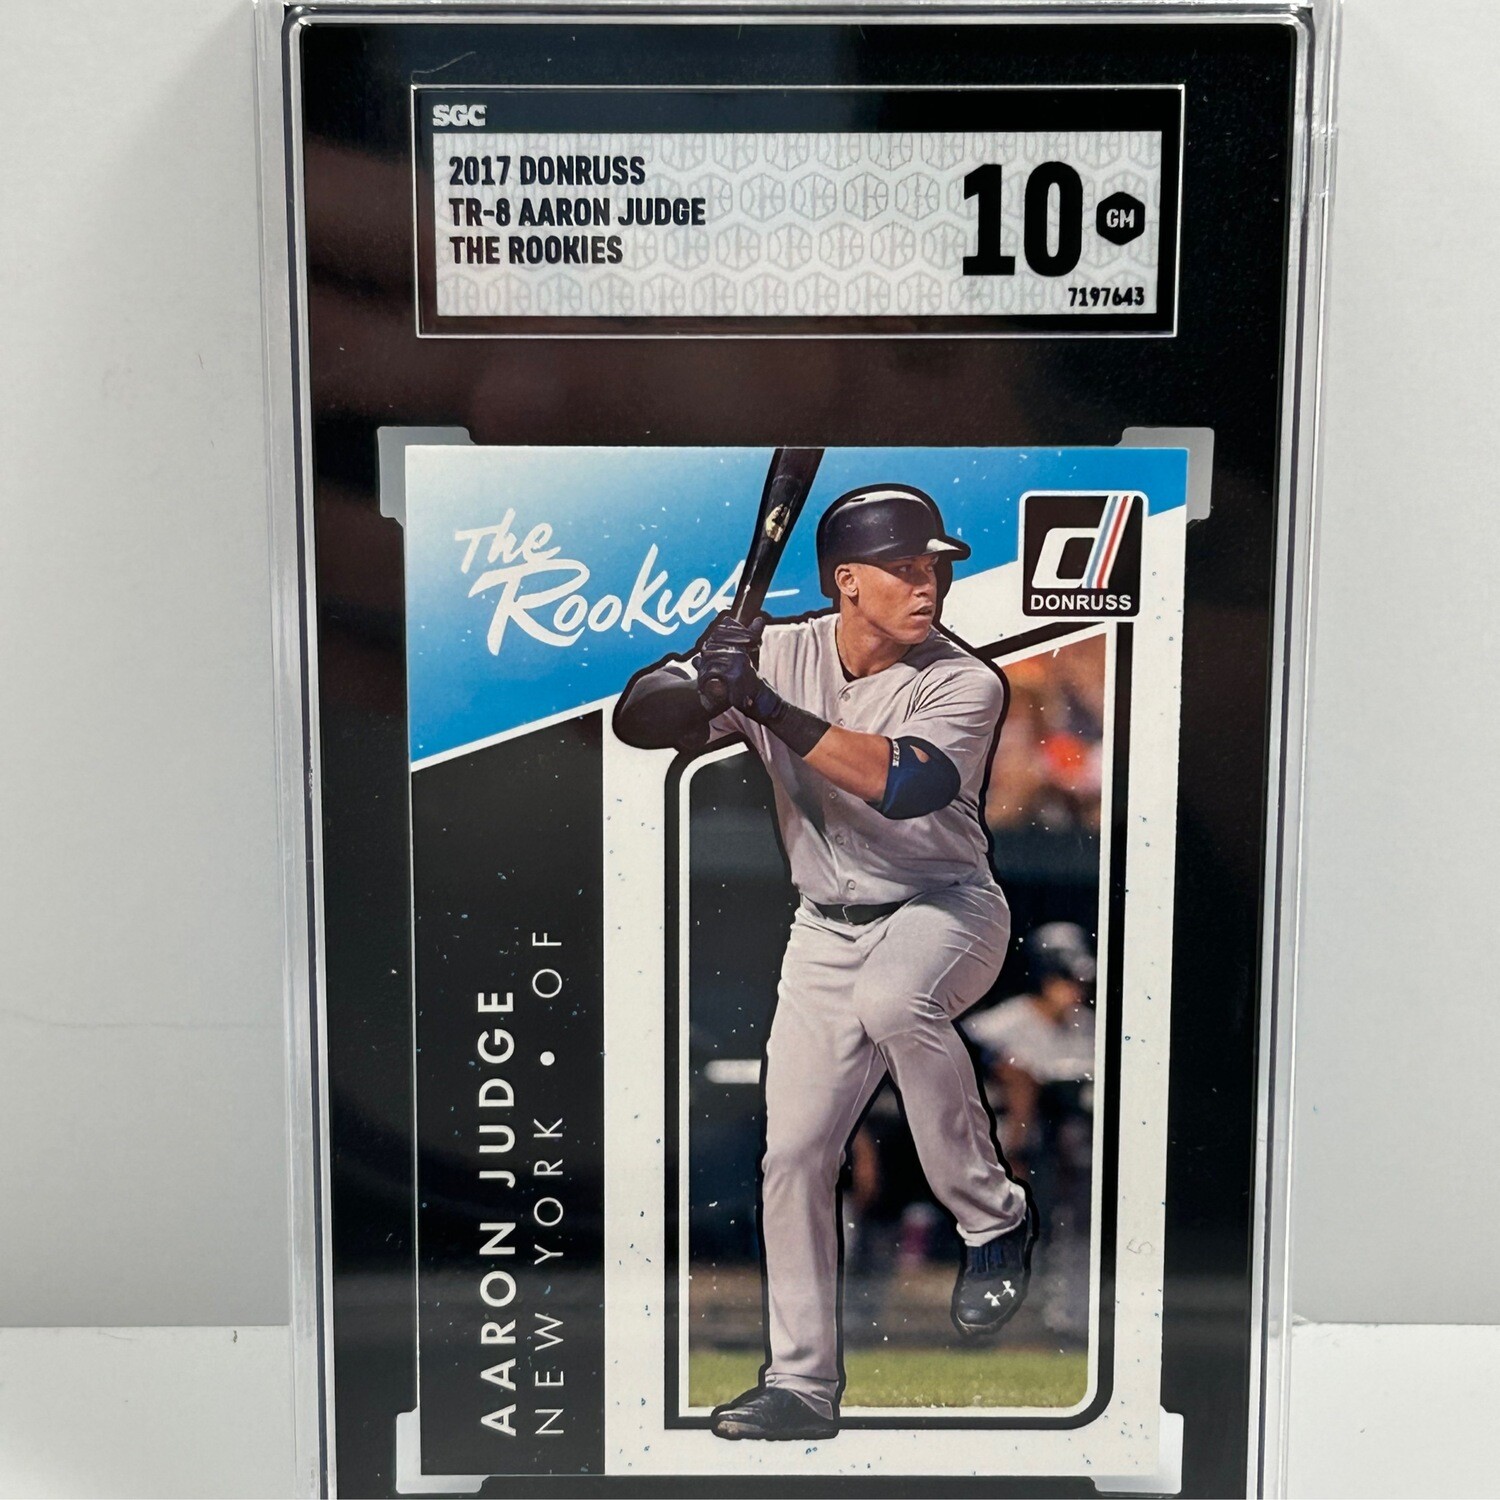 SGC
2017 DONRUSS
TR-8 AARON JUDGE
THE ROOKIES
10
GM
7197643
The
Rookies
d
DONRUSS
AARON JUDGE
NEW YORK • OF